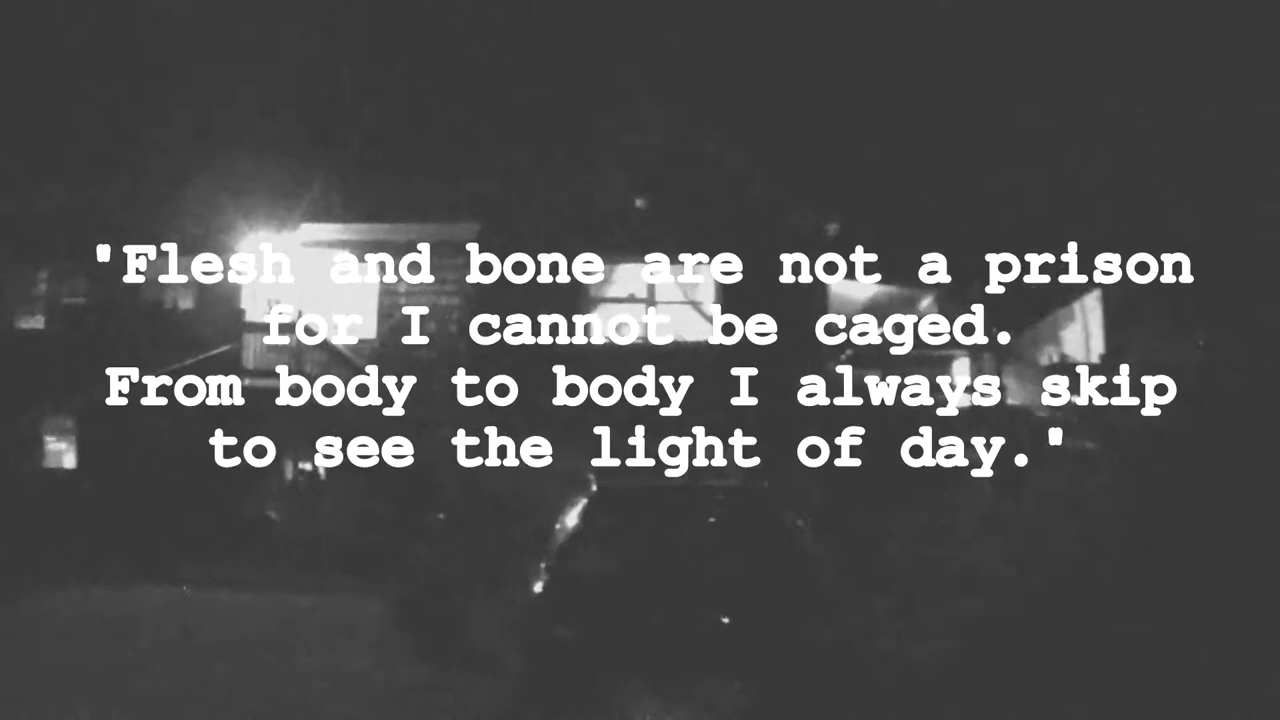 "Flesh and bone are not a prison
for I cannot be caged.
From body to body I always skip
to see the light of day."